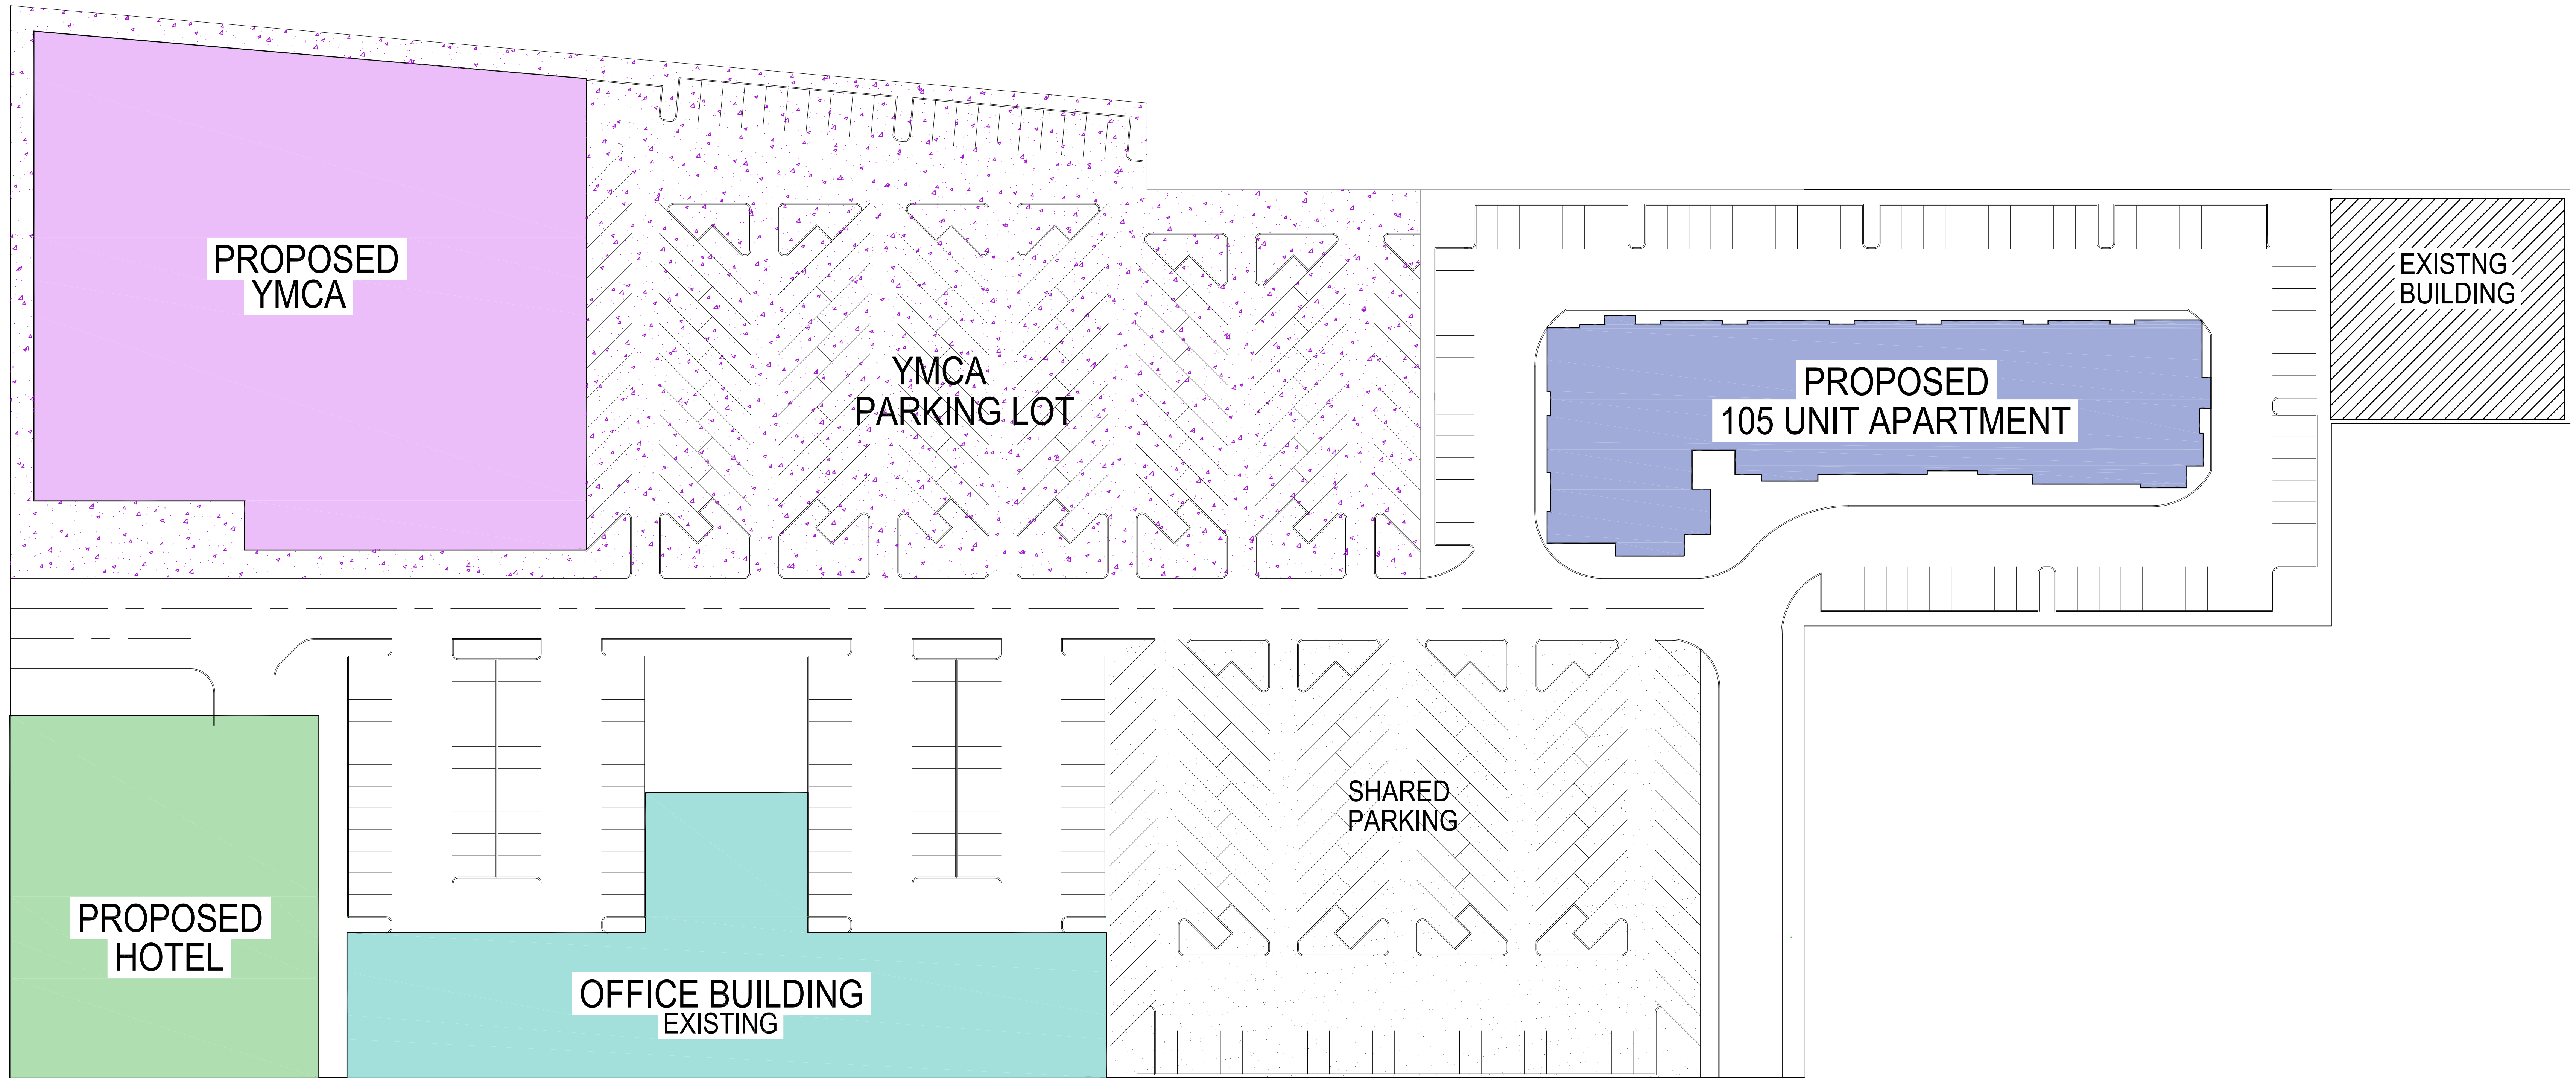 PROPOSED
YMCA
YMCA
PARKING LOT
PROPOSED
105 UNIT APARTMENT
EXISTNG
BUILDING
PROPOSED
HOTEL
OFFICE BUILDING
EXISTING
SHARED
PARKING